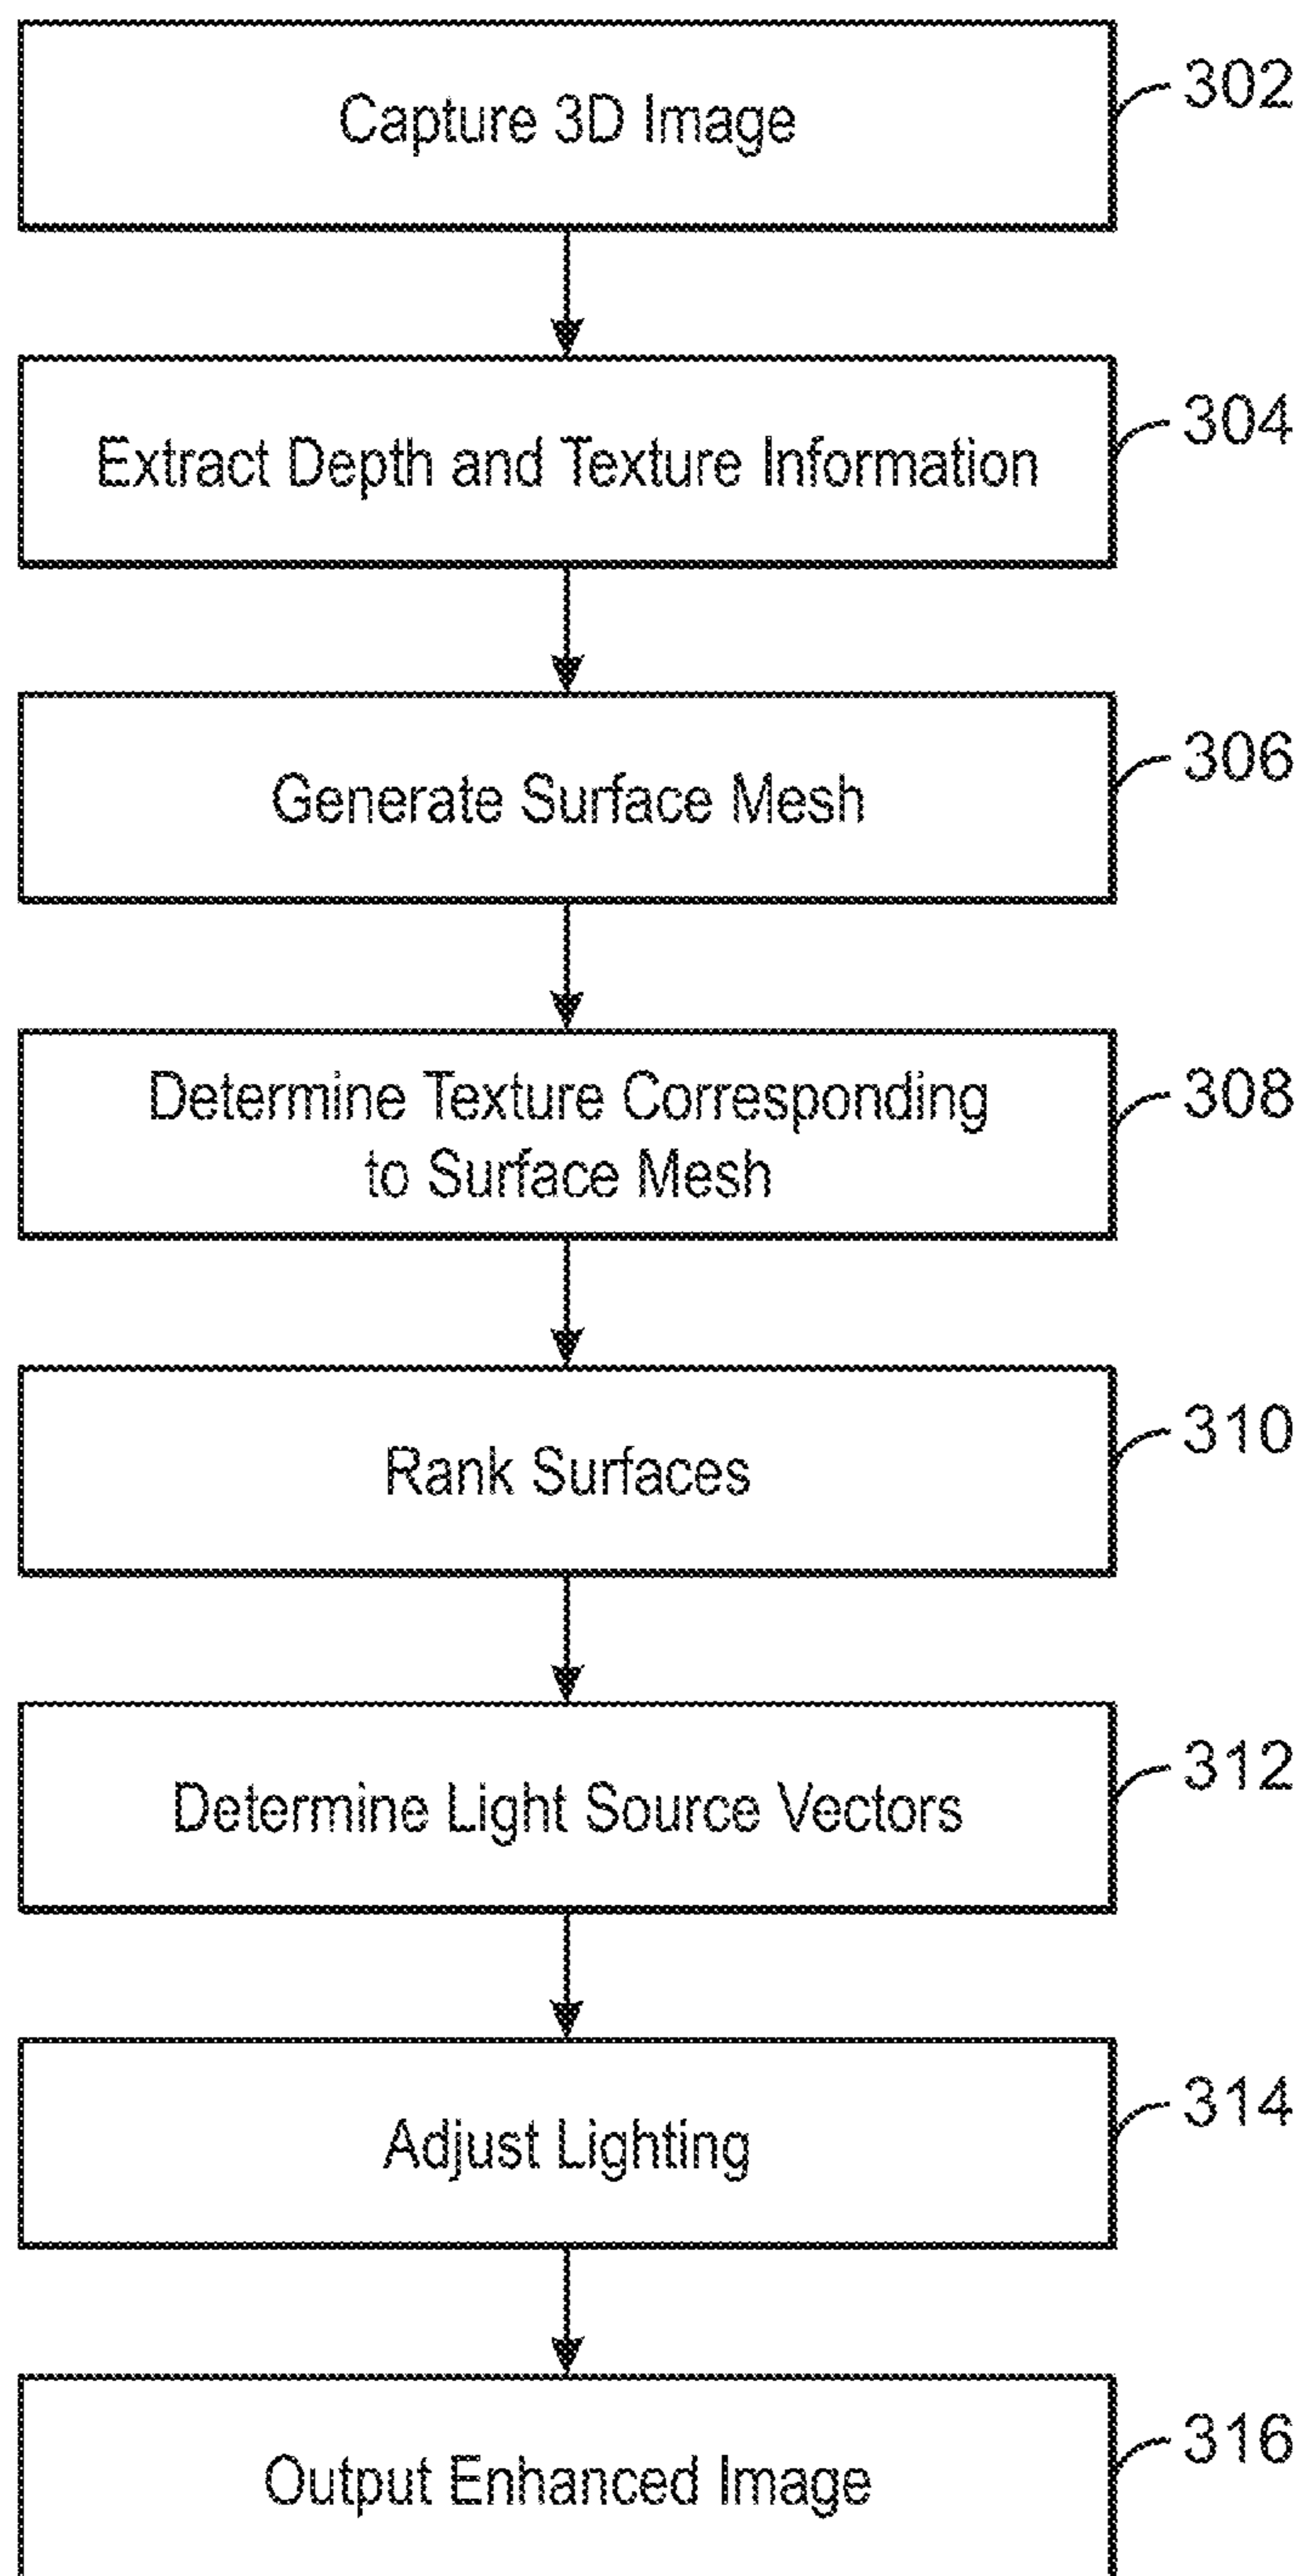 Capture 3D Image
302
Extract Depth and Texture Information
304
Generate Surface Mesh
306
Determine Texture Corresponding
to Surface Mesh
308
Rank Surfaces
310
Determine Light Source Vectors
312
Adjust Lighting
314
Output Enhanced Image
316